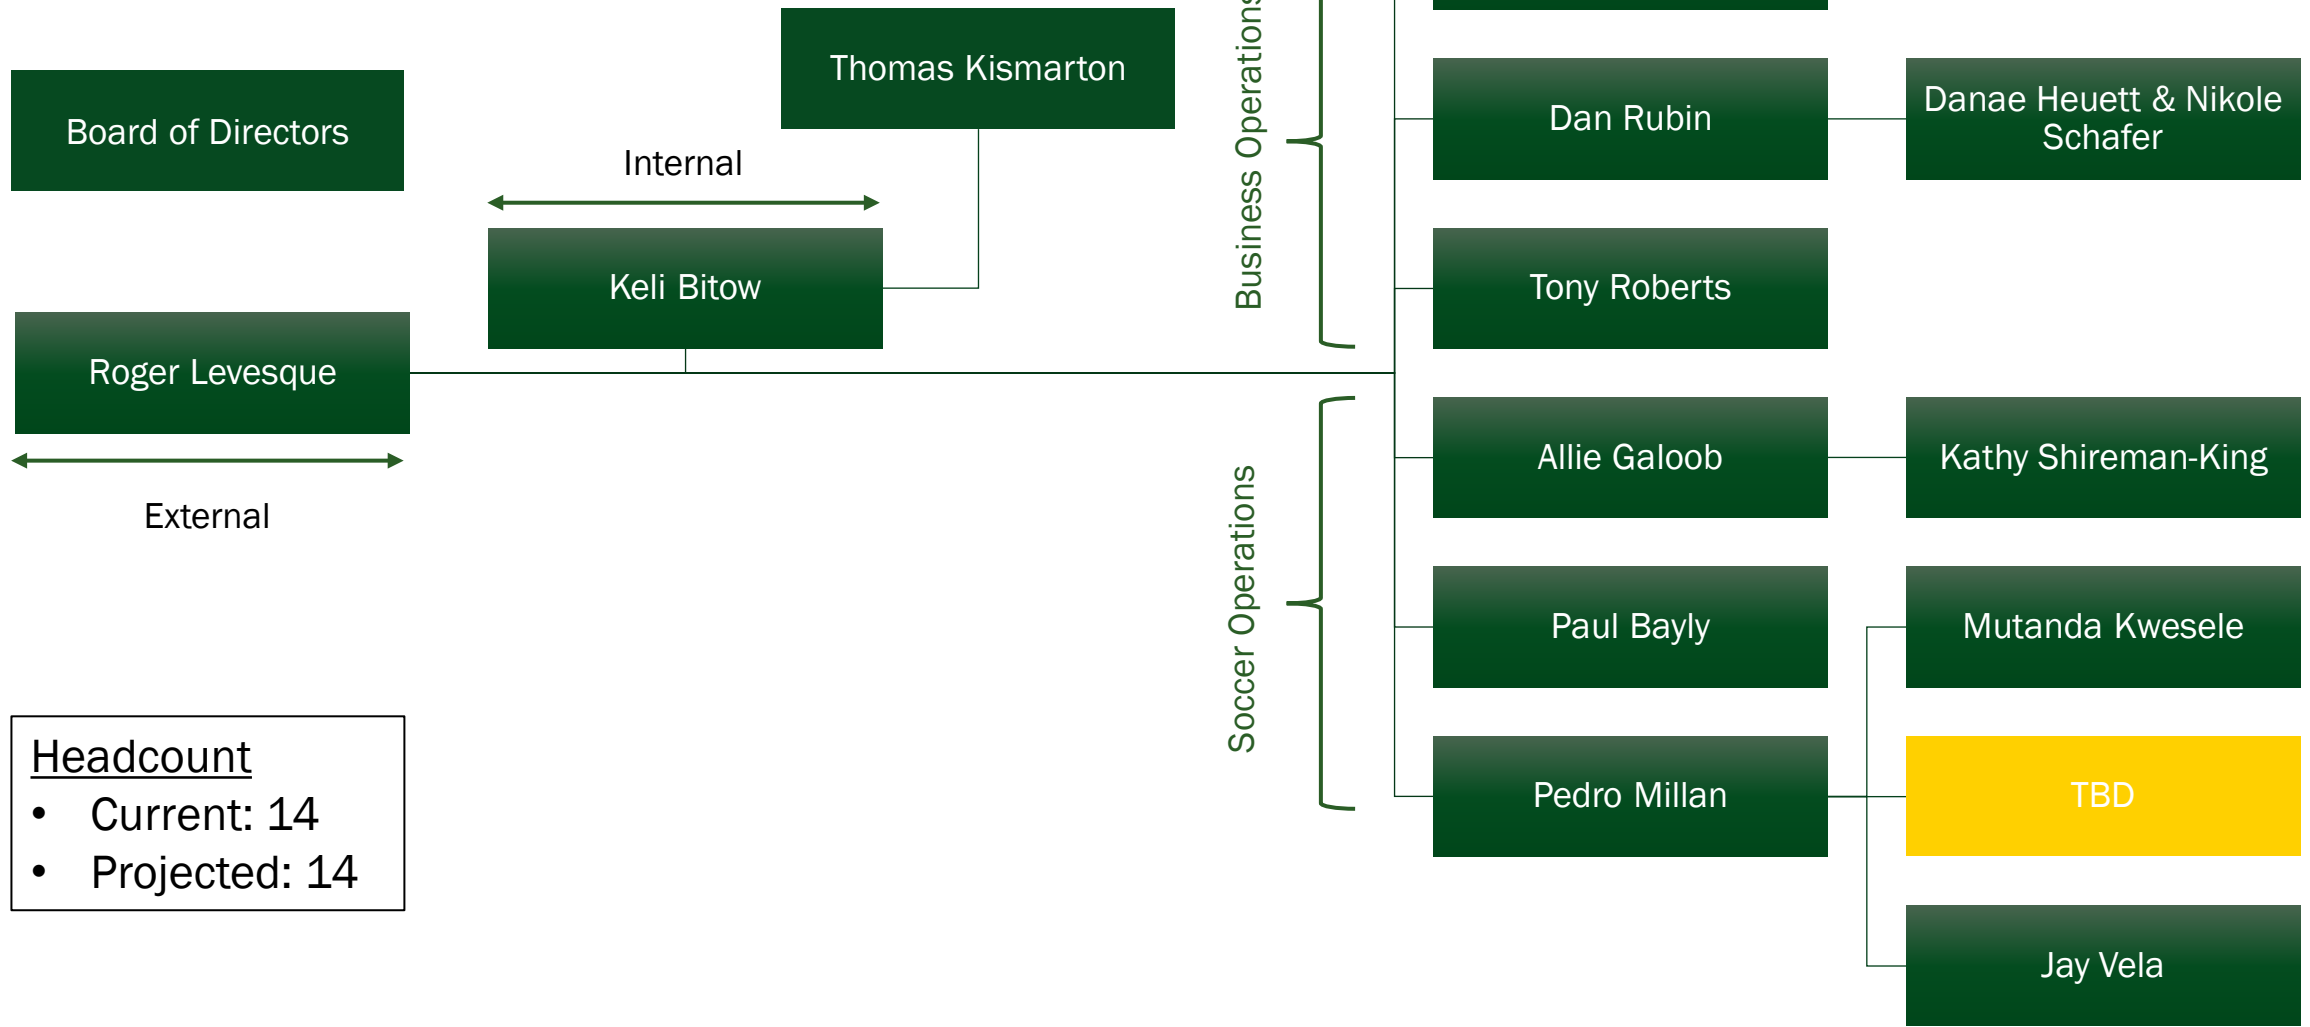 Board of Directors
Roger Levesque
External
Internal
Keli Bitow
Thomas Kismarton
Business Operations
Dan Rubin
Danae Heuett & Nikole
Schafer
Tony Roberts
Soccer Operations
Allie Galoob
Kathy Shireman-King
Paul Bayly
Mutanda Kwesele
Pedro Millan
TBD
Jay Vela
Headcount
• Current: 14
• Projected: 14